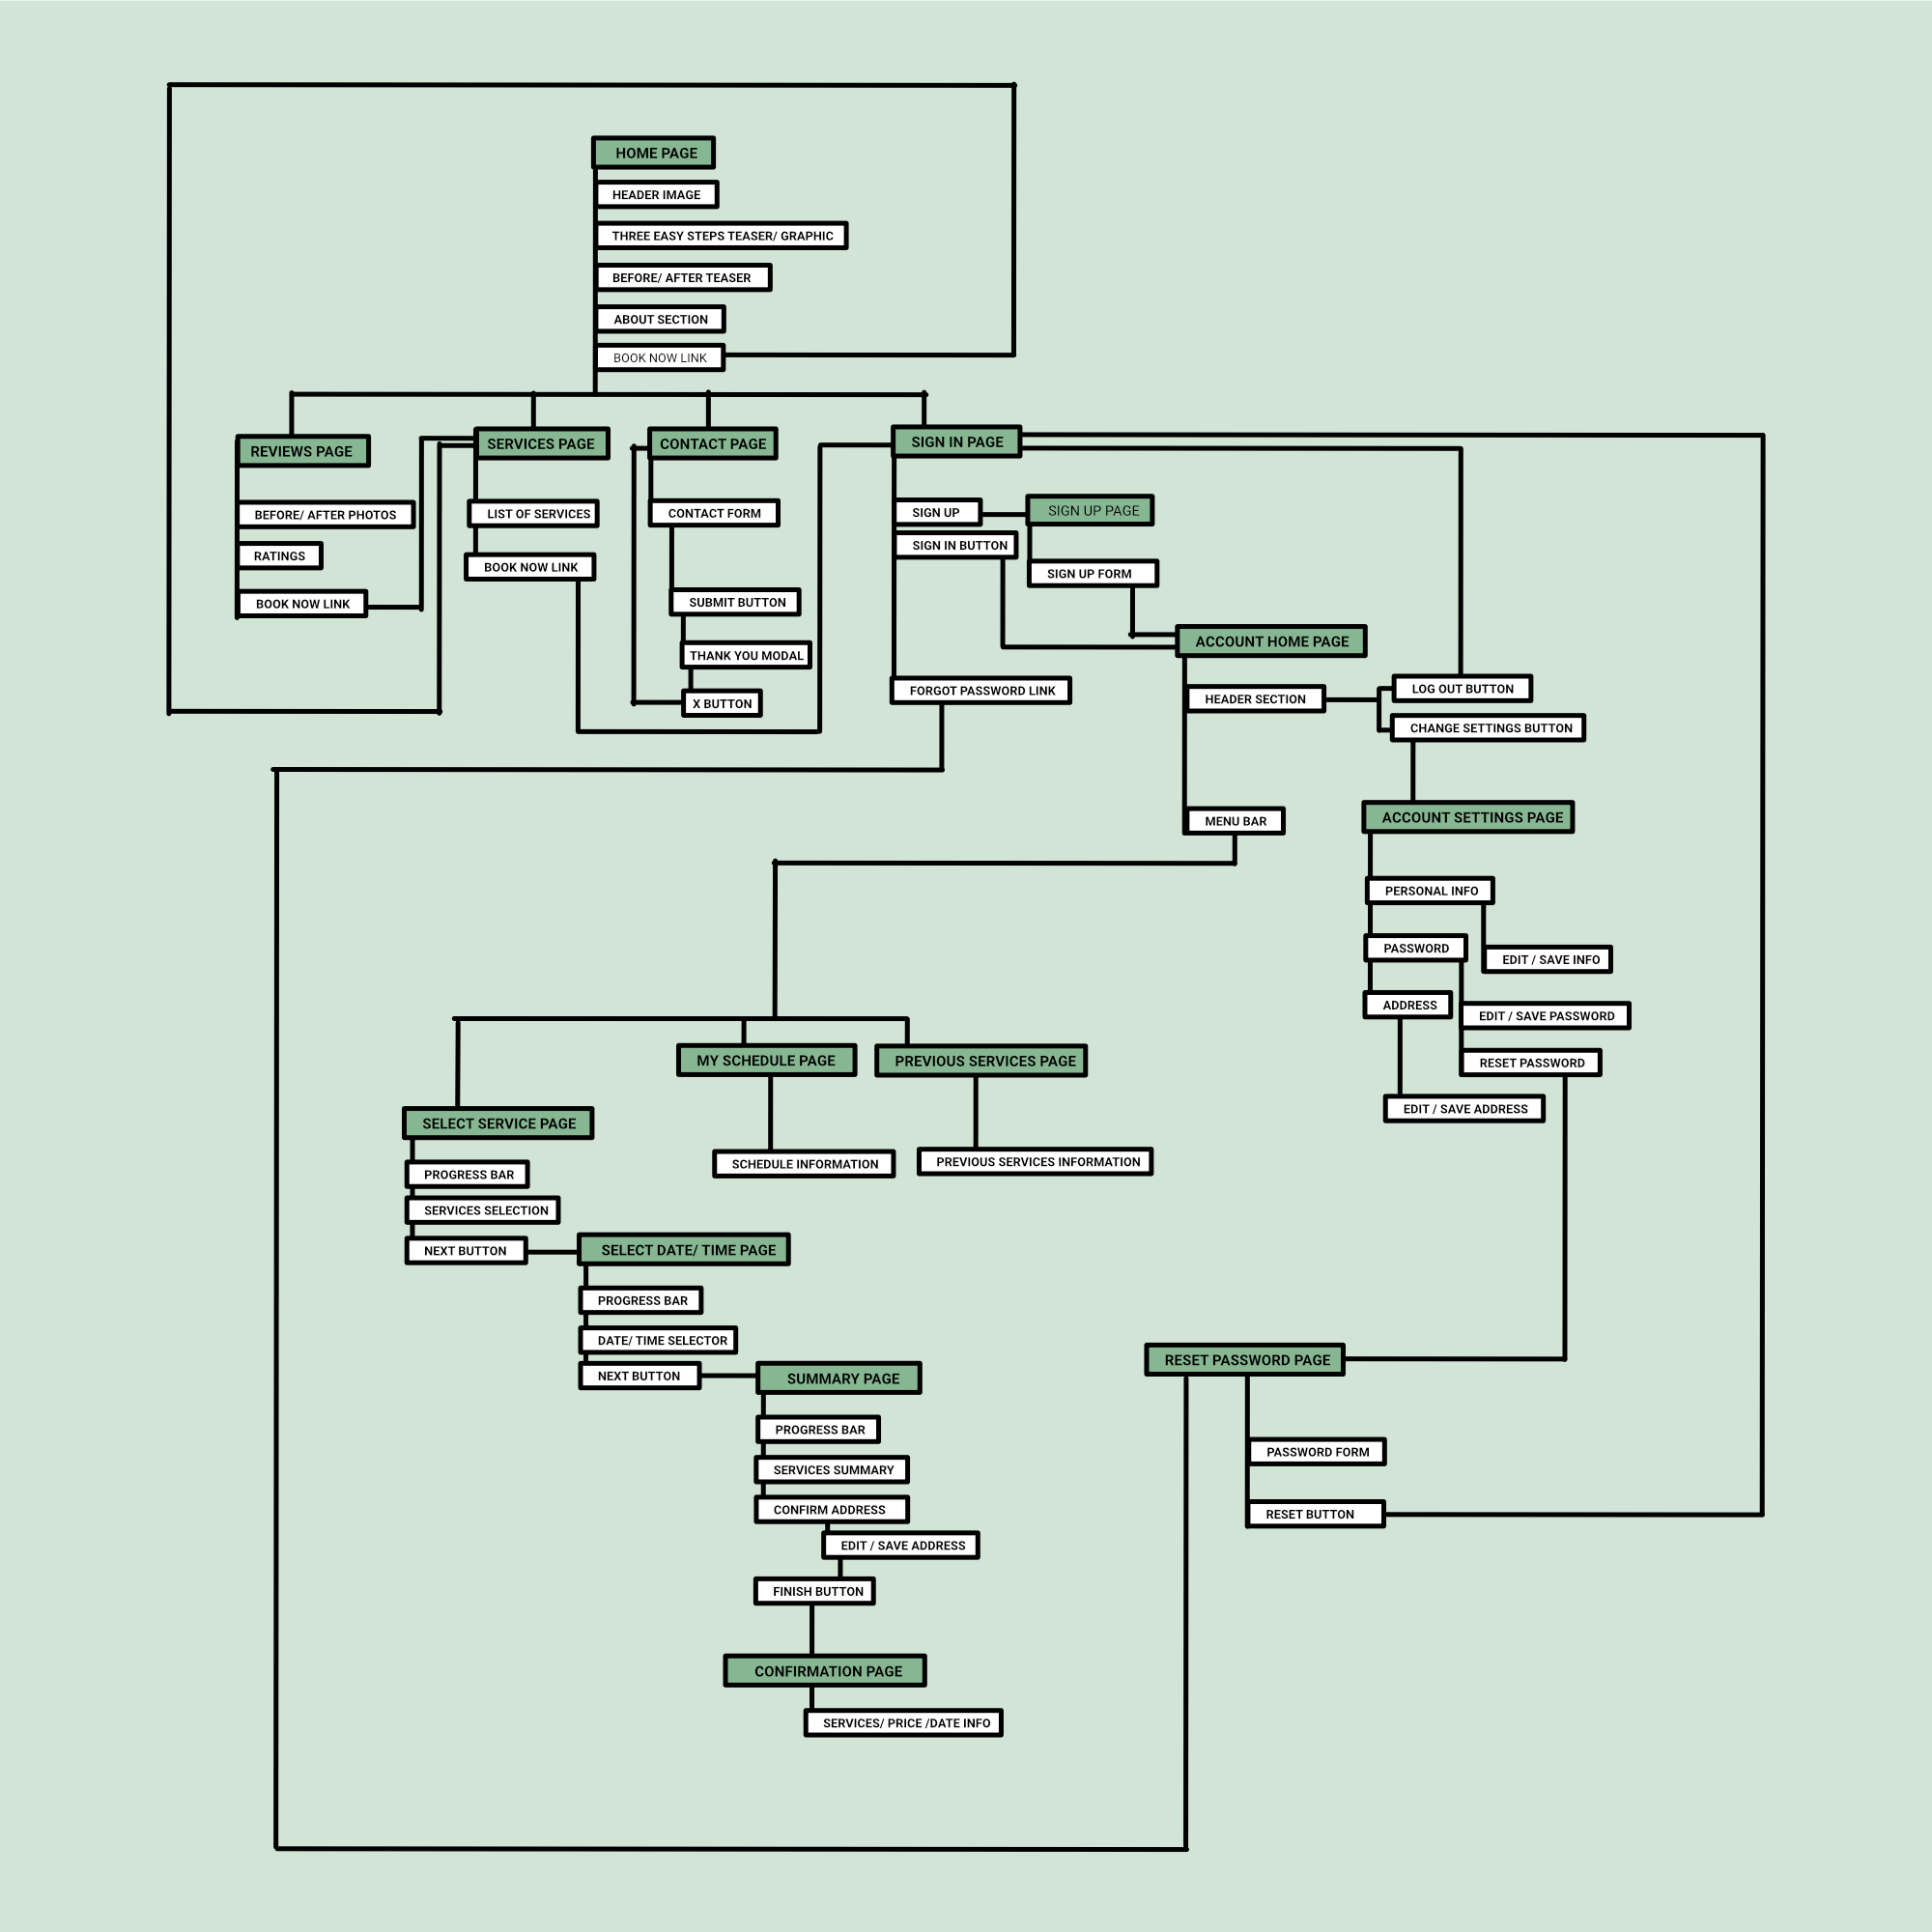 HOME PAGE
HEADER IMAGE
THREE EASY STEPS TEASER/ GRAPHIC
BEFORE/ AFTER TEASER
ABOUT SECTION
BOOK NOW LINK
REVIEWS PAGE
BEFORE/ AFTER PHOTOS
RATINGS
BOOK NOW LINK
SERVICES PAGE
LIST OF SERVICES
BOOK NOW LINK
CONTACT PAGE
CONTACT FORM
SUBMIT BUTTON
THANK YOU MODAL
X BUTTON
SIGN IN PAGE
SIGN UP
SIGN IN BUTTON
FORGOT PASSWORD LINK
SIGN UP PAGE
SIGN UP FORM
ACCOUNT HOME PAGE
HEADER SECTION
LOG OUT BUTTON
CHANGE SETTINGS BUTTON
MENU BAR
ACCOUNT SETTINGS PAGE
PERSONAL INFO
EDIT / SAVE INFO
PASSWORD
EDIT / SAVE PASSWORD
RESET PASSWORD
ADDRESS
EDIT / SAVE ADDRESS
MY SCHEDULE PAGE
SCHEDULE INFORMATION
PREVIOUS SERVICES PAGE
PREVIOUS SERVICES INFORMATION
SELECT SERVICE PAGE
PROGRESS BAR
SERVICES SELECTION
NEXT BUTTON
SELECT DATE/ TIME PAGE
PROGRESS BAR
DATE/ TIME SELECTOR
NEXT BUTTON
SUMMARY PAGE
PROGRESS BAR
SERVICES SUMMARY
CONFIRM ADDRESS
EDIT / SAVE ADDRESS
FINISH BUTTON
CONFIRMATION PAGE
SERVICES/ PRICE /DATE INFO
RESET PASSWORD PAGE
PASSWORD FORM
RESET BUTTON